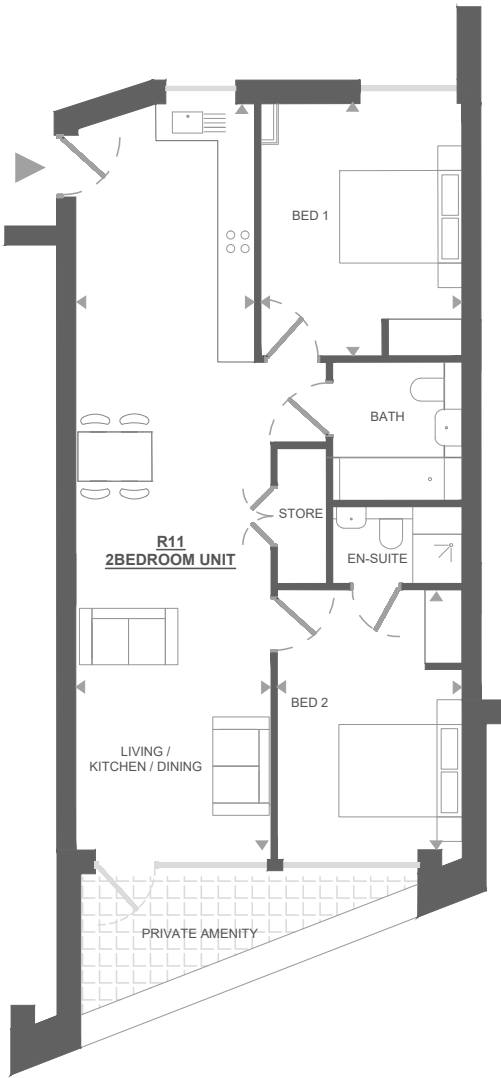 BED 1
BATH
STORE
R11
2BEDROOM UNIT
EN-SUITE
BED 2
LIVING /
KITCHEN / DINING
PRIVATE AMENITY